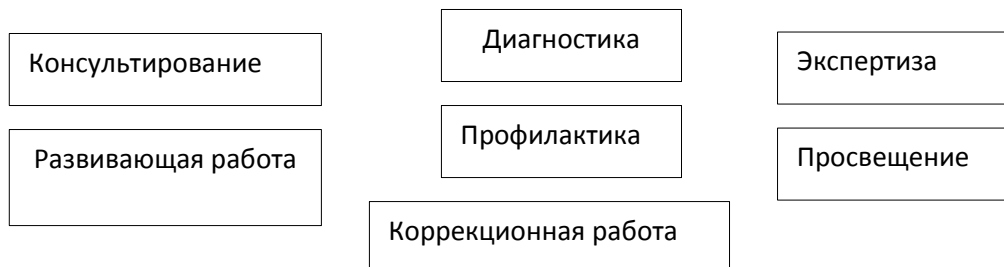 Диагностика
Консультирование
Экспертиза
Профилактика
Развивающая работа
Просвещение
Коррекционная работа